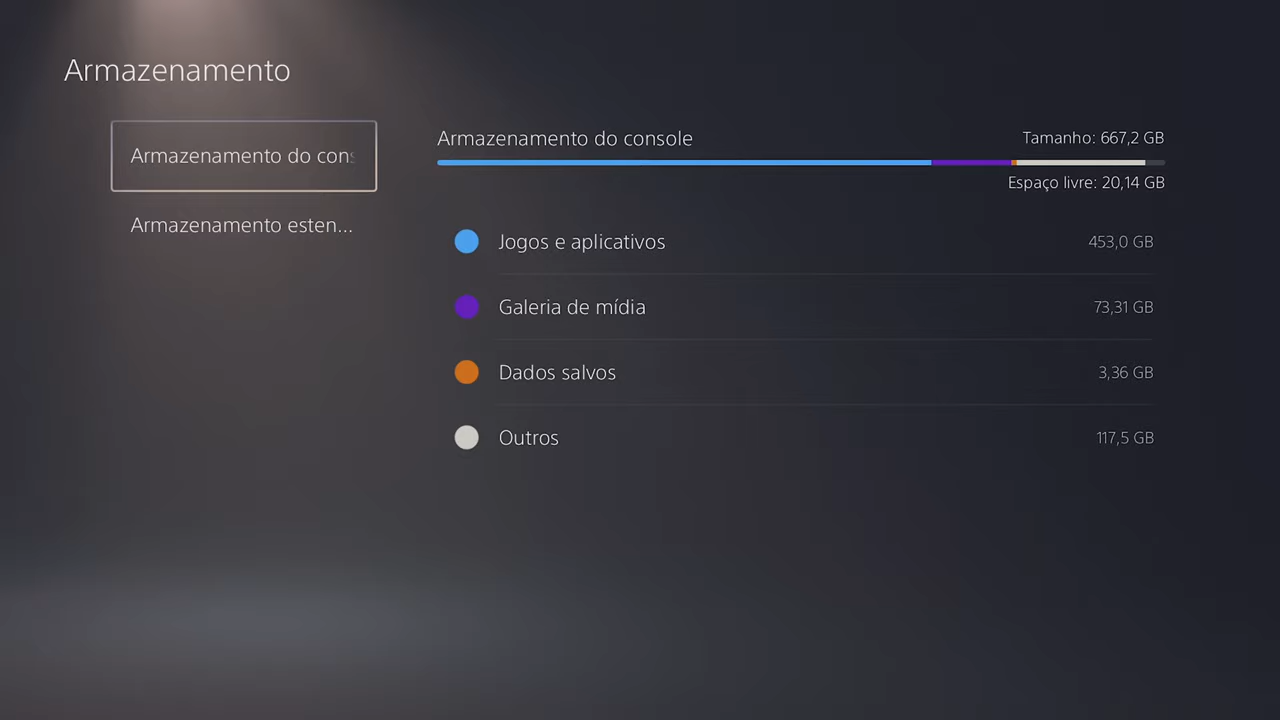 Armazenamento
Armazenamento do con
Armazenamento esten...
Armazenamento do console
Tamanho: 667,2 GB
Espaço livre: 20,14 GB
Jogos e aplicativos
453,0 GB
Galeria de mídia
73,31 GB
Dados salvos
3,36 GB
Outros
117,5 GB